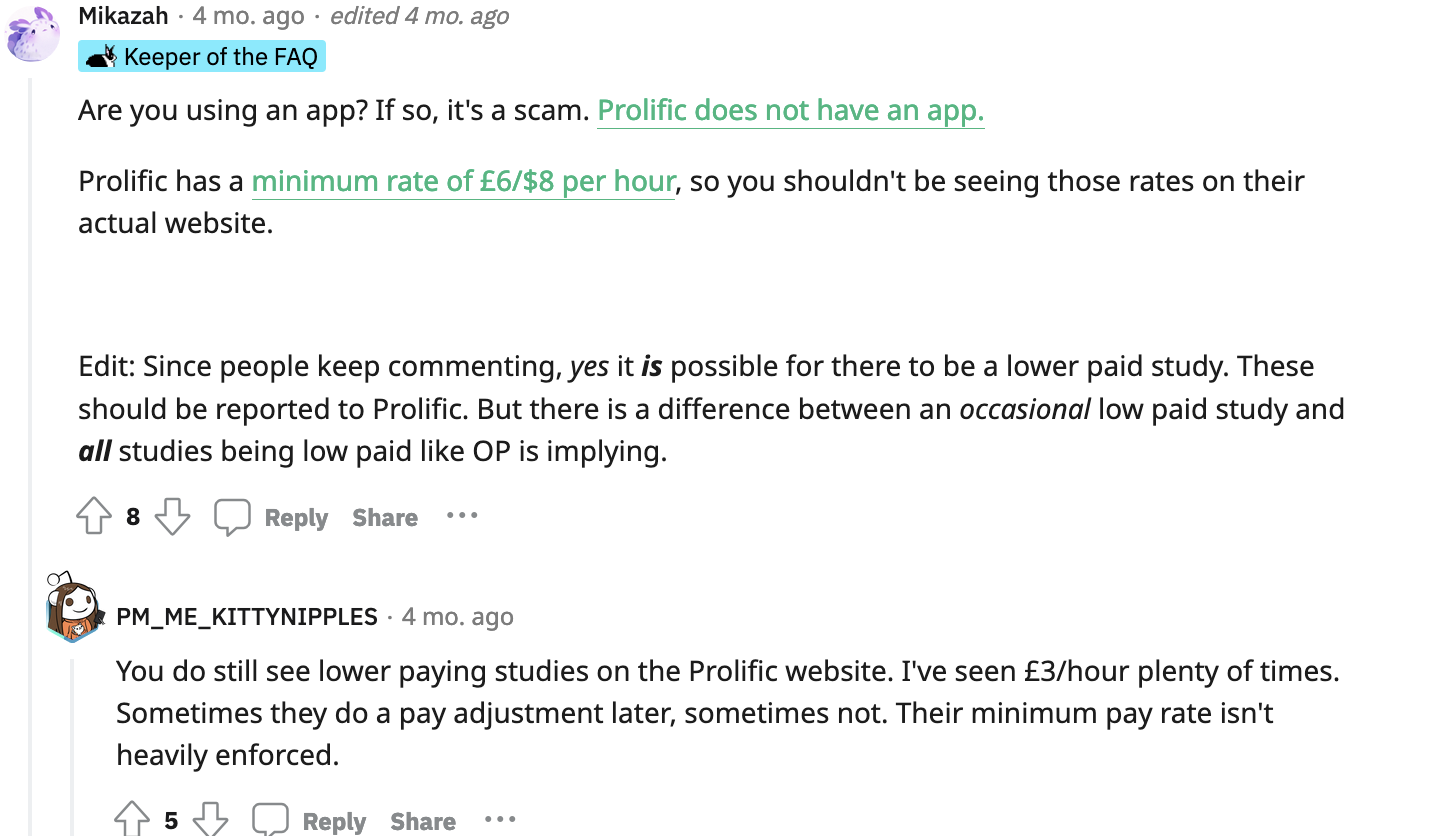 Mikazah · 4 mo. ago · edited 4 mo. ago
Keeper of the FAQ
Are you using an app? If so, it's a scam. Prolific does not have an app.
Prolific has a minimum rate of £6/$8 per hour, so you shouldn't be seeing those rates on their
actual website.
Edit: Since people keep commenting, yes it is possible for there to be a lower paid study. These
should be reported to Prolific. But there is a difference between an occasional low paid study and
all studies being low paid like OP is implying.
8 Reply Share ···
PM_ME_KITTYNIPPLES · 4 mo. ago
You do still see lower paying studies on the Prolific website. I've seen £3/hour plenty of times.
Sometimes they do a pay adjustment later, sometimes not. Their minimum pay rate isn't
heavily enforced.
5 Reply Share ···